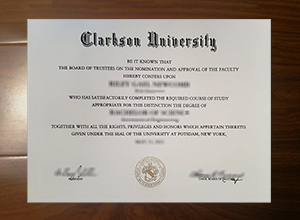 Clarkson University
BE IT KNOWN THAT
THE BOARD OF TRUSTEES ON THE NOMINATION AND APPROVAL OF THE FACULTY
HEREBY CONFERS UPON
WHO HAS SATISFACTORILY COMPLETED THE REQUIRED COURSE OF STUDY
APPROPRIATE FOR THIS DISTINCTION THE DEGREE OF
BACHELOR OF SCIENCE
TOGETHER WITH ALL THE RIGHTS, PRIVILEGES AND HONORS WHICH APPERTAIN THERETO.
GIVEN UNDER THE SEAL OF THE UNIVERSITY AT POTSDAM, NEW YORK,